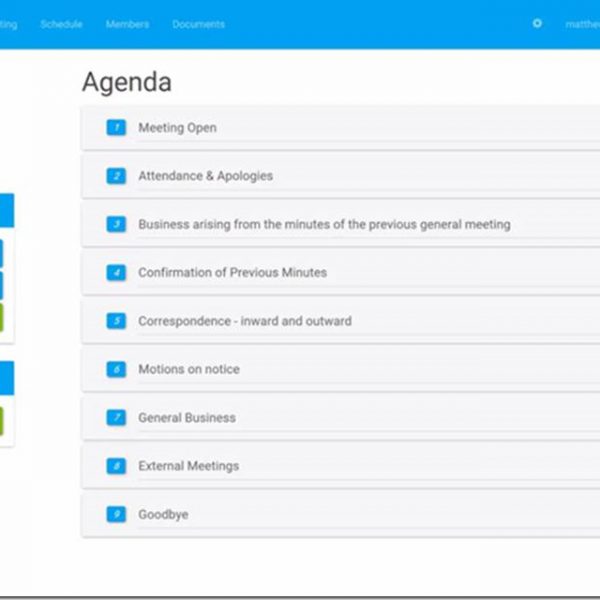 Schedule Members Documents
Agenda
1 Meeting Open
2 Attendance & Apologies
3 Business arising from the minutes of the previous general meeting
4 Confirmation of Previous Minutes
5 Correspondence - inward and outward
6 Motions on notice
7 General Business
8 External Meetings
9 Goodbye